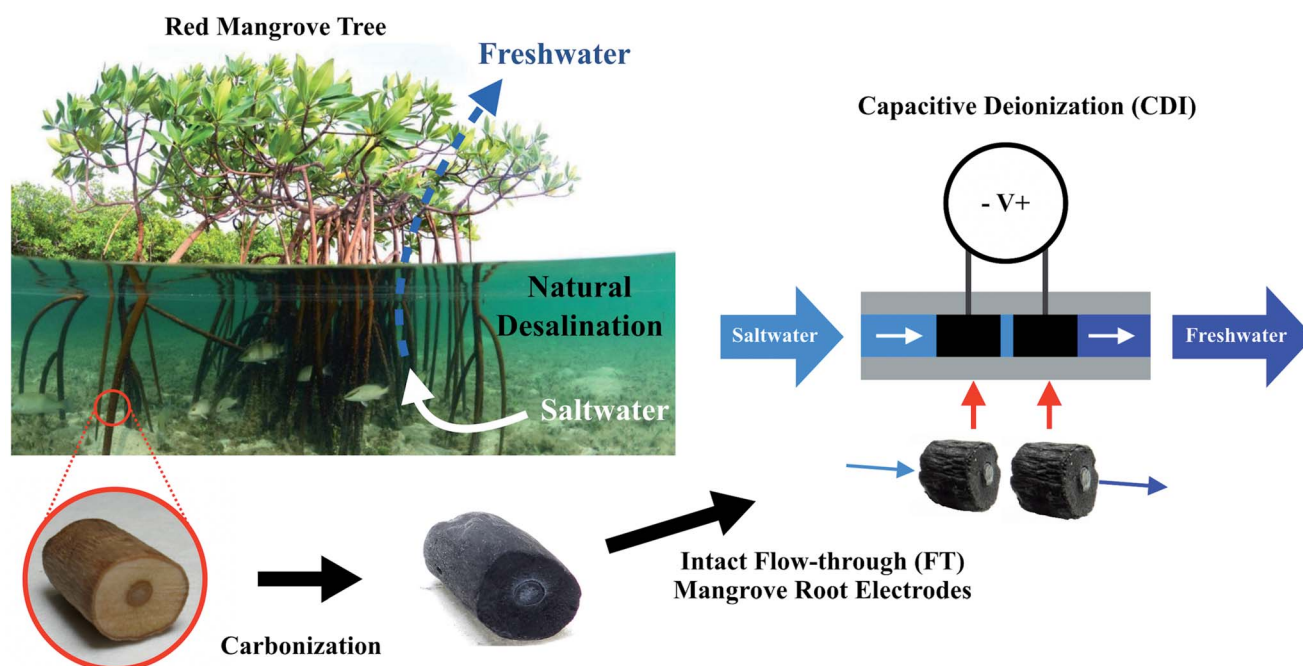 Red Mangrove Tree
Freshwater
Natural
Desalination
Saltwater
Carbonization
Intact Flow-through (FT)
Mangrove Root Electrodes
Capacitive Deionization (CDI)
- V+
Saltwater
Freshwater